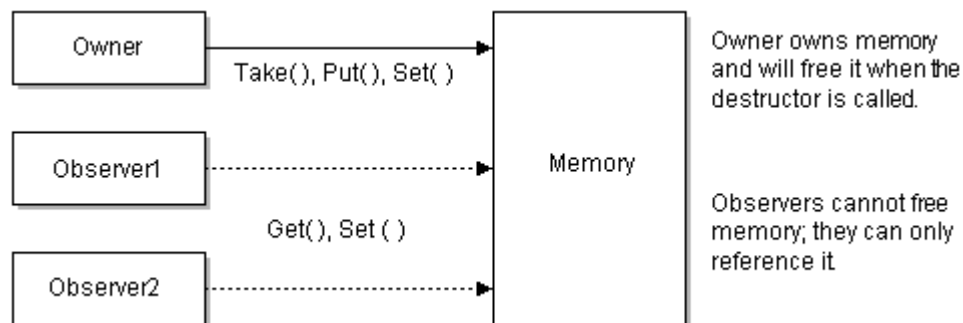 Owner
Take( ), Put( ), Set( )
Observer1
Get( ), Set ( )
Observer2
Memory
Owner owns memory
and will free it when the
destructor is called.
Observers cannot free
memory; they can only
reference it.